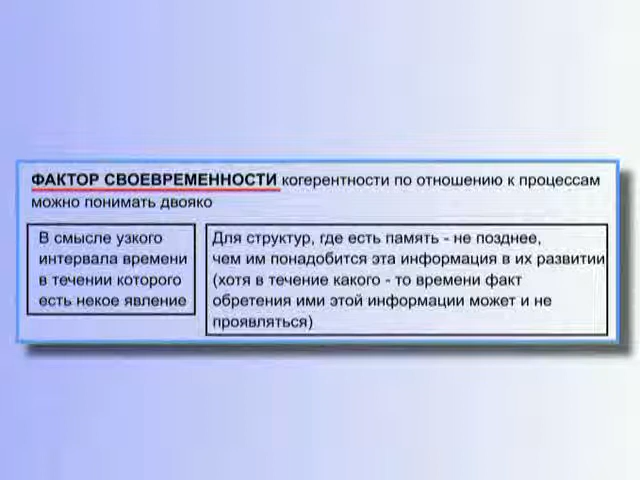 ФАКТОР СВОЕВРЕМЕННОСТИ когерентности по отношению к процессам
можно понимать двояко
В смысле узкого
интервала времени
в течении которого
есть некое явление
Для структур, где есть память - не позднее,
чем им понадобится эта информация в их развитии
(хотя в течение какого - то времени факт
обретения ими этой информации может и не
проявляться)